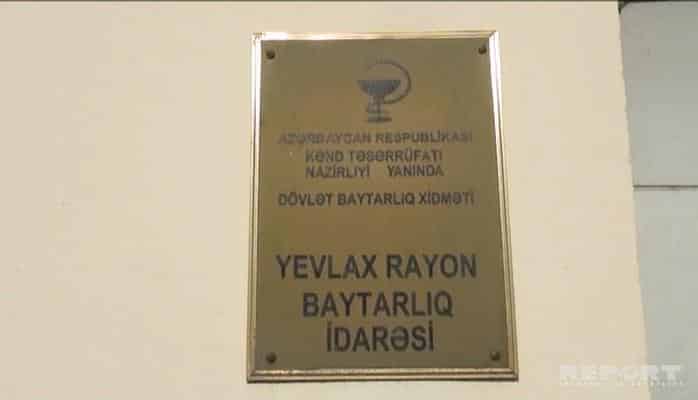 AZƏRBAYCAN RESPUBLİKASI
KƏND TƏSƏRRÜFATI
NAZİRLİYİ YANINDA
DÖVLƏT BAYTARLIQ XİDMƏTİ
YEVLAX RAYON
BAYTARLIQ
İDARƏSİ
REPORT